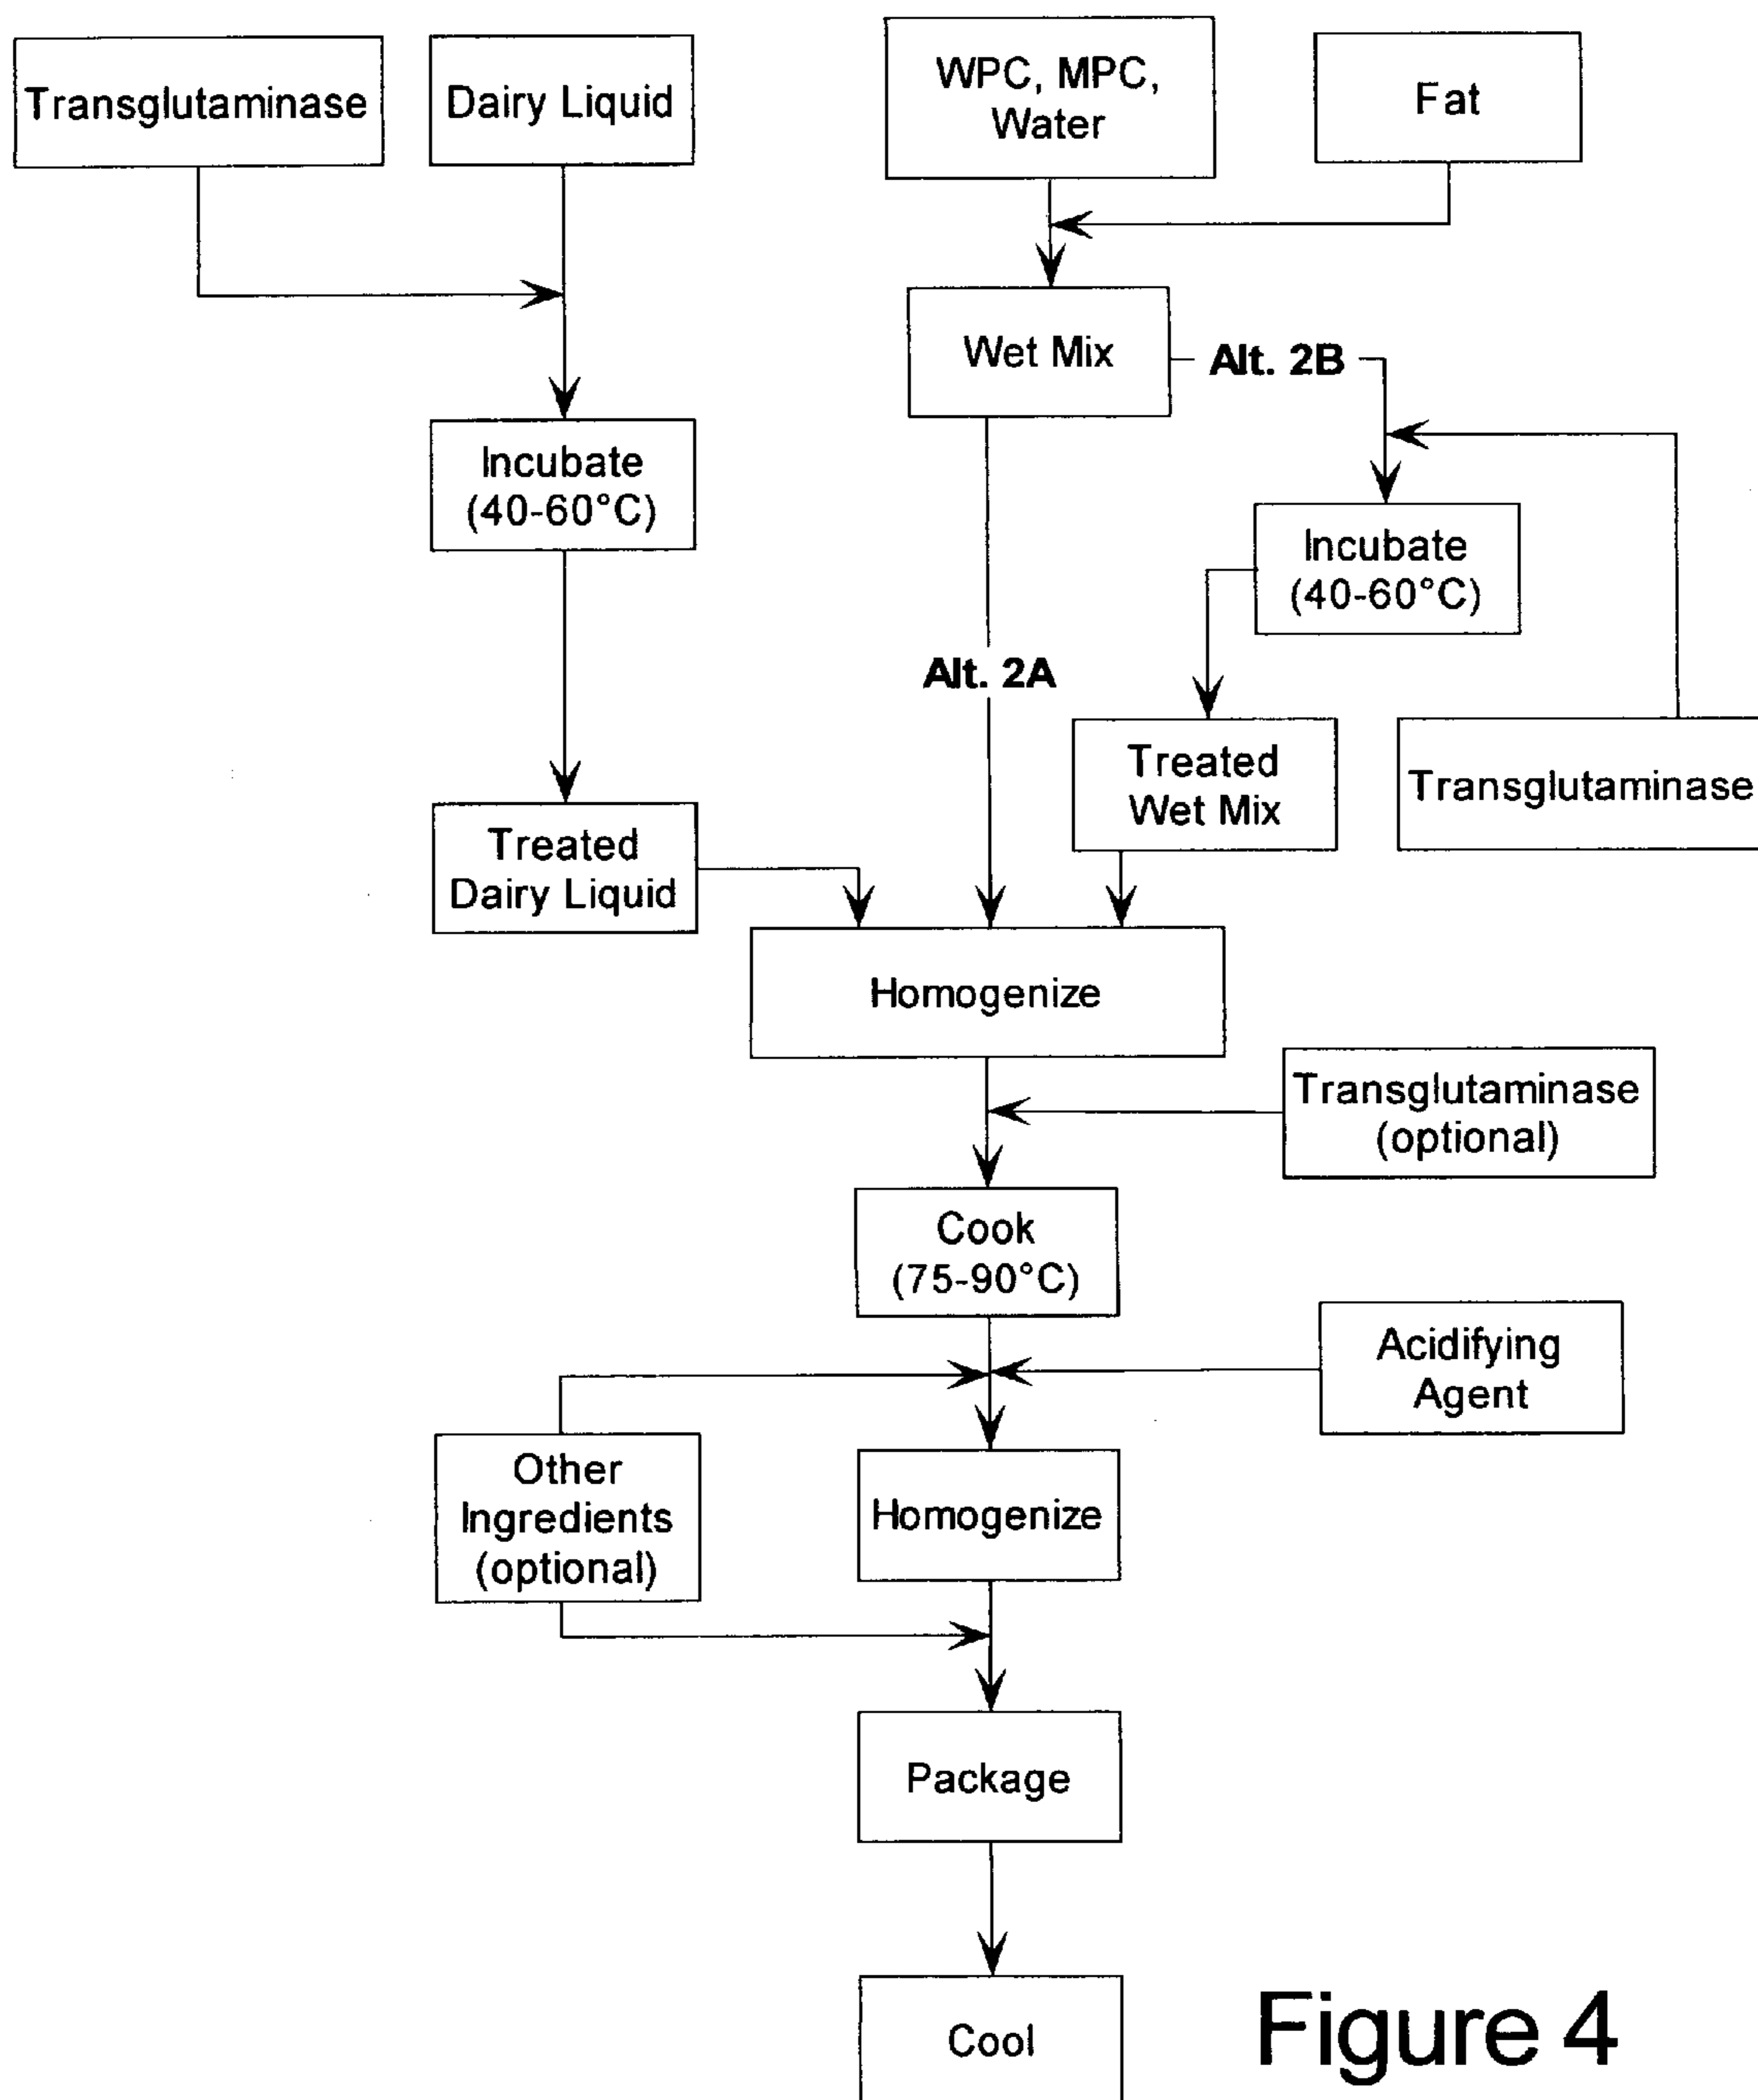 Transglutaminase
Dairy Liquid
WPC, MPC,
Water
Fat
Wet Mix
Alt. 2B
Incubate
(40-60°C)
Incubate
(40-60°C)
Alt. 2A
Treated
Wet Mix
Transglutaminase
Treated
Dairy Liquid
Homogenize
Transglutaminase
(optional)
Cook
(75-90°C)
Acidifying
Agent
Other
Ingredients
(optional)
Homogenize
Package
Cool
Figure 4